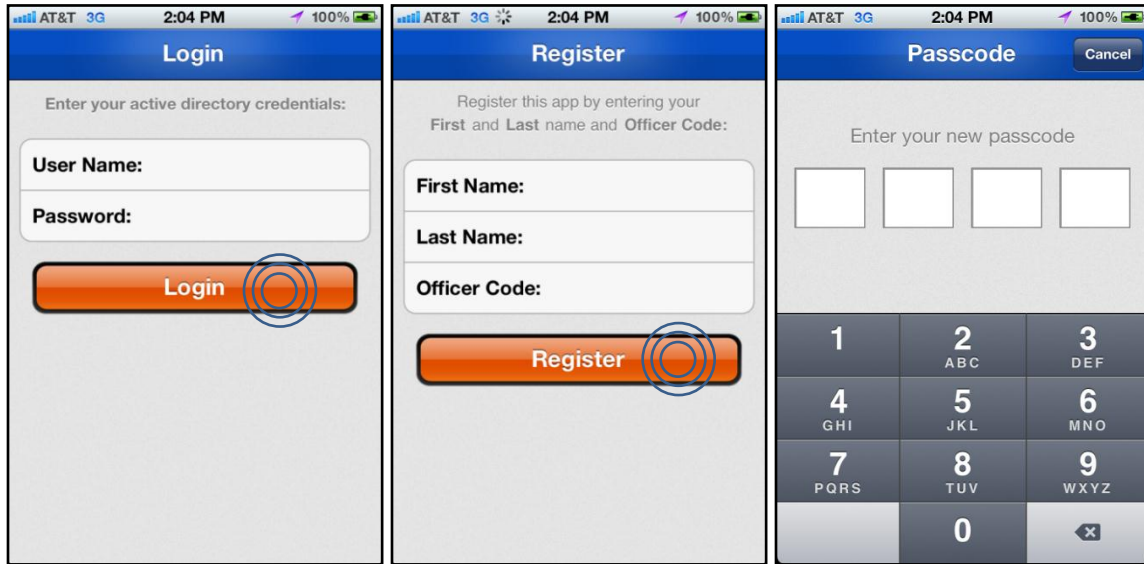 AT&T 3G 2:04 PM 100%
Login
Enter your active directory credentials:
User Name:
Password:
Login
AT&T 3G 2:04 PM 100%
Register
Register this app by entering your
First and Last name and Officer Code:
First Name:
Last Name:
Officer Code:
Register
AT&T 3G 2:04 PM 100%
Passcode Cancel
Enter your new passcode
1 2 3
ABC DEF
4 5 6
GHI JKL MNO
7 8 9
PQRS TUV WXYZ
0